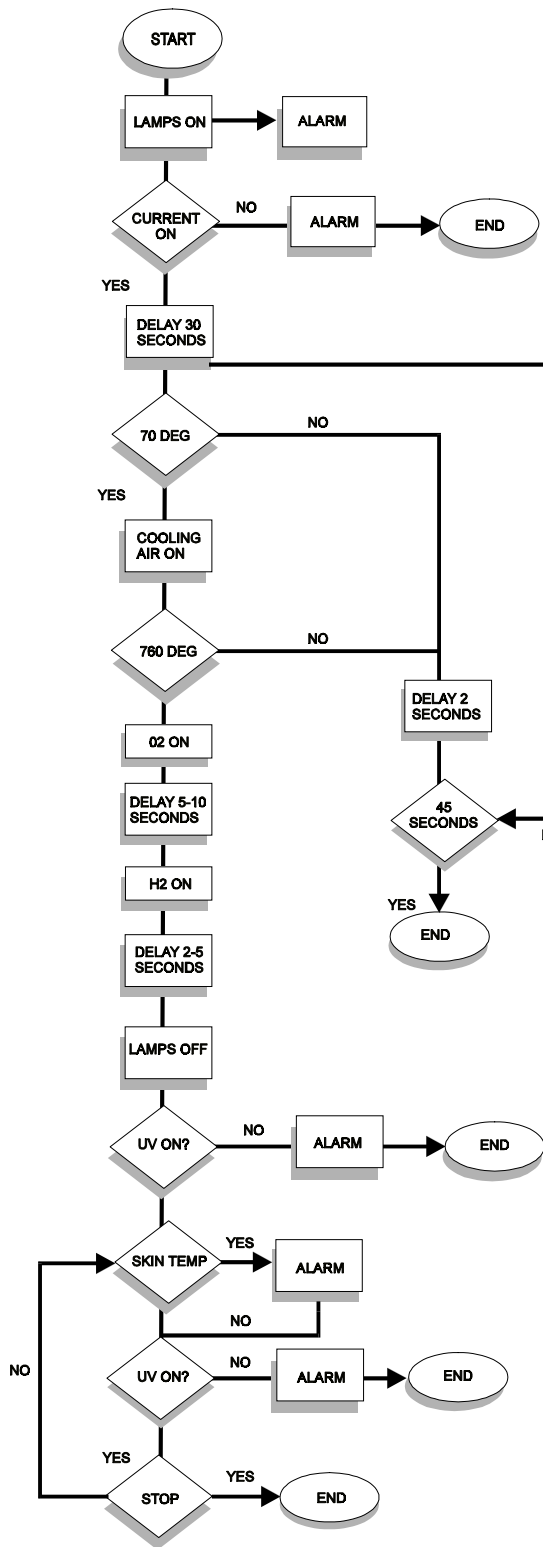 START
LAMPS ON
ALARM
CURRENT
ON
NO
ALARM
END
YES
DELAY 30
SECONDS
70 DEG
NO
YES
COOLING
AIR ON
760 DEG
NO
DELAY 2
SECONDS
02 ON
DELAY 5-10
SECONDS
45
SECONDS
H2 ON
YES
END
DELAY 2-5
SECONDS
LAMPS OFF
UV ON?
NO
ALARM
END
SKIN TEMP
YES
ALARM
NO
NO
UV ON?
NO
ALARM
END
YES
STOP
YES
END